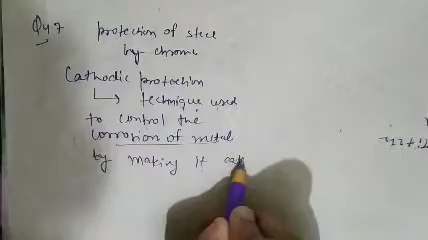 Q47 protection of steel
by chrome
Cathodic protection
↳ technique used
to control the
corrosion of metal
by making it